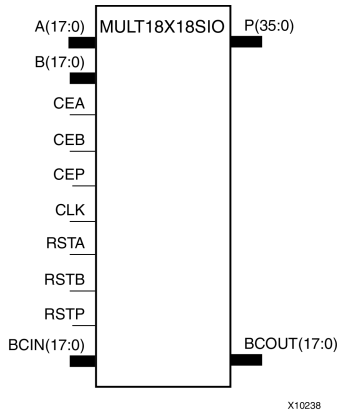 A(17:0) MULT18X18SIO P(35:0)
B(17:0)
CEA
CEB
CEP
CLK
RSTA
RSTB
RSTP
BCIN(17:0) BCOUT(17:0)
X10238